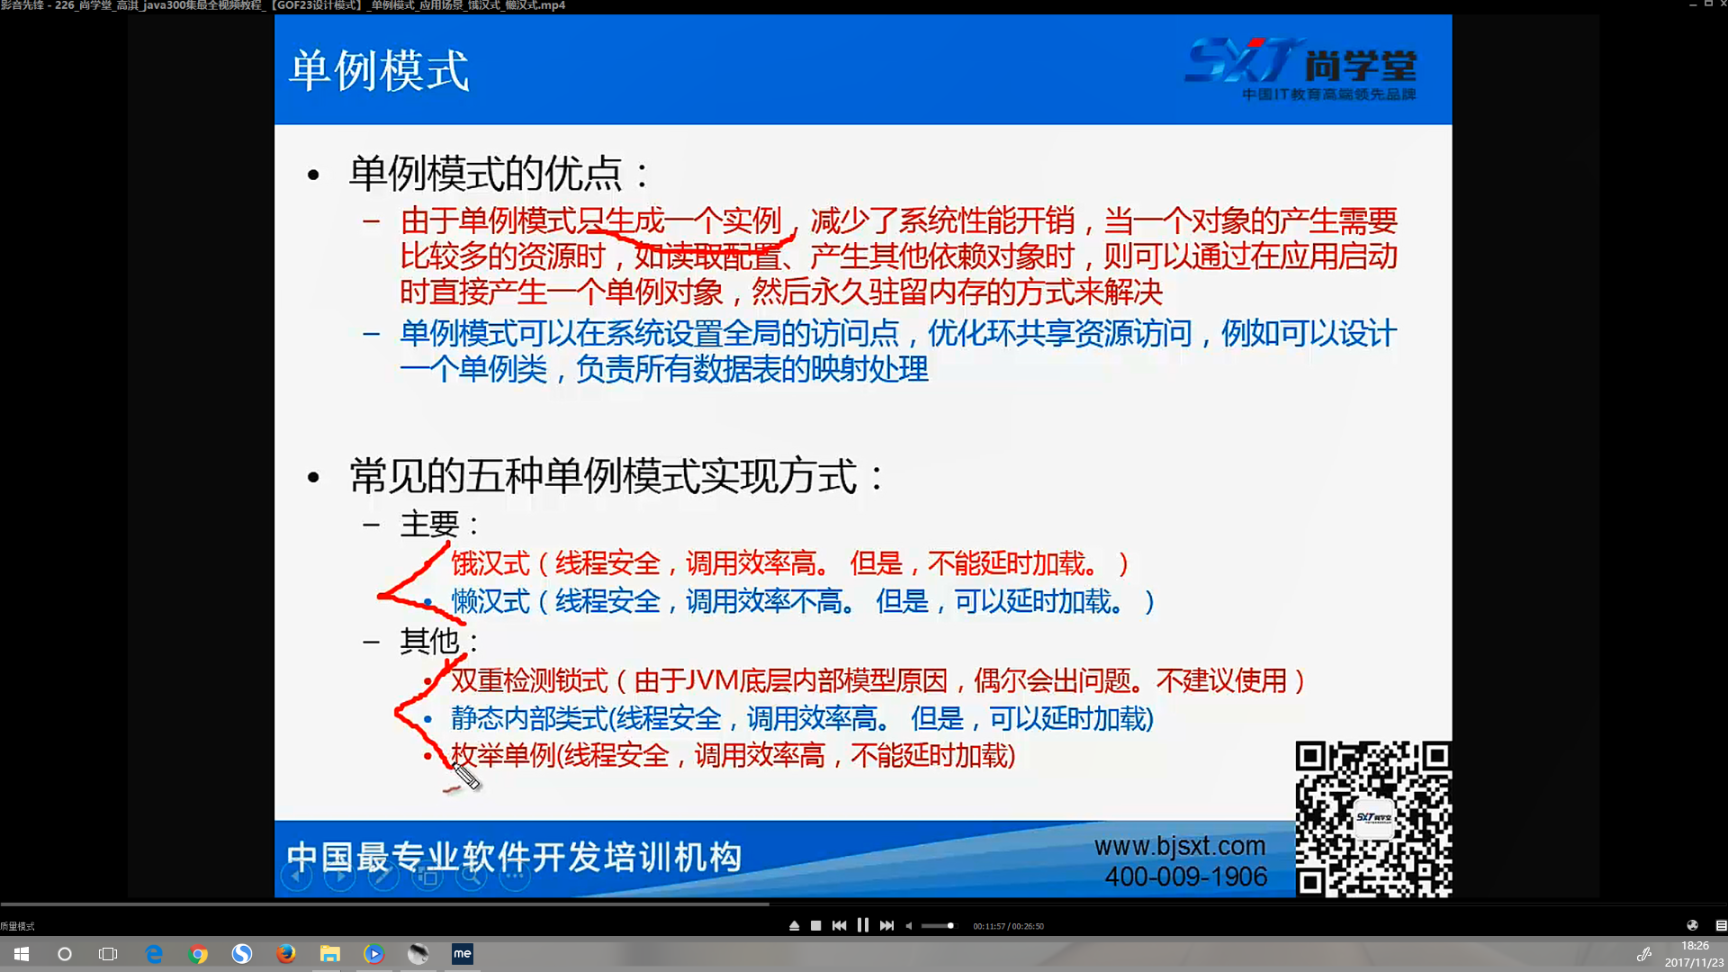 影音先锋 - 226_尚学堂_高淇_java300集最全视频教程_【GOF23设计模式】_单例模式_应用场景_饿汉式_懒汉式.mp4
单例模式
SXT 尚学堂
中国IT教育高端领先品牌
• 单例模式的优点：
– 由于单例模式只生成一个实例，减少了系统性能开销，当一个对象的产生需要
比较多的资源时，如读取配置、产生其他依赖对象时，则可以通过在应用启动
时直接产生一个单例对象，然后永久驻留内存的方式来解决
– 单例模式可以在系统设置全局的访问点，优化环共享资源访问，例如可以设计
一个单例类，负责所有数据表的映射处理
• 常见的五种单例模式实现方式：
– 主要：
饿汉式（线程安全，调用效率高。 但是，不能延时加载。）
• 懒汉式（线程安全，调用效率不高。 但是，可以延时加载。）
– 其他：
• 双重检测锁式（由于JVM底层内部模型原因，偶尔会出问题。不建议使用）
• 静态内部类式(线程安全，调用效率高。 但是，可以延时加载)
• 枚举单例(线程安全，调用效率高，不能延时加载)
SXT 尚学堂
中国最专业软件开发培训机构
www.bjsxt.com
400-009-1906
质量模式
00:11:57 / 00:26:50
me
18:26
2017/11/23